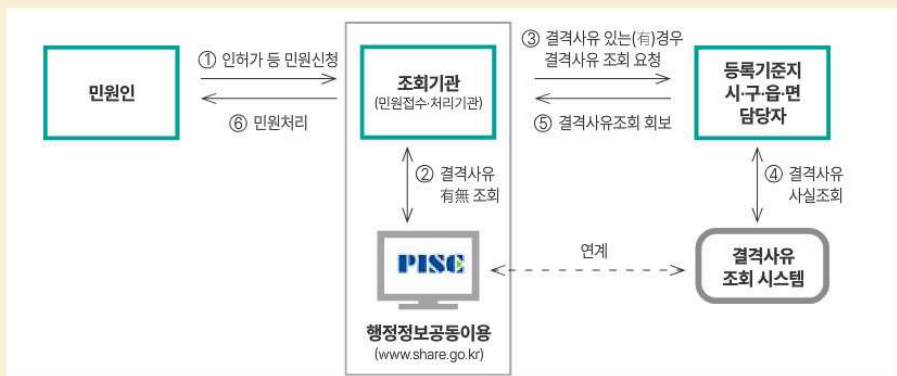 민원인
① 인허가 등 민원신청
⑥ 민원처리
조회기관
(민원접수·처리기관)
③ 결격사유 있는(有)경우
결격사유 조회 요청
⑤ 결격사유조회 회보
등록기준지
시·구·읍·면
담당자
② 결격사유
有無 조회
④ 결격사유
사실조회
PISC
연계
결격사유
조회 시스템
행정정보공동이용
(www.share.go.kr)